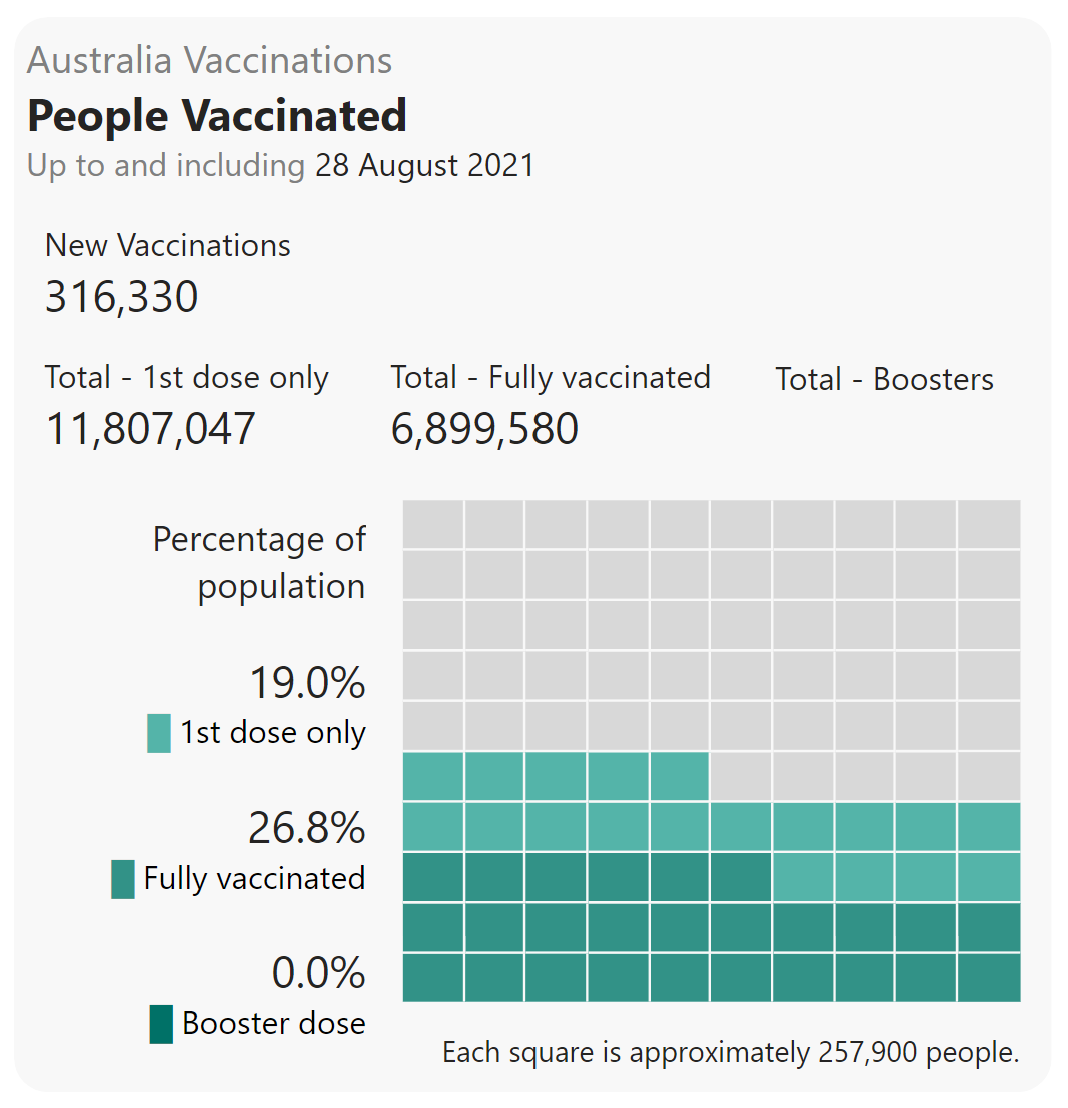 Australia Vaccinations
People Vaccinated
Up to and including 28 August 2021
New Vaccinations
316,330
Total - 1st dose only
11,807,047
Total - Fully vaccinated
6,899,580
Total - Boosters
Percentage of
population
19.0%
1st dose only
26.8%
Fully vaccinated
0.0%
Booster dose
Each square is approximately 257,900 people.